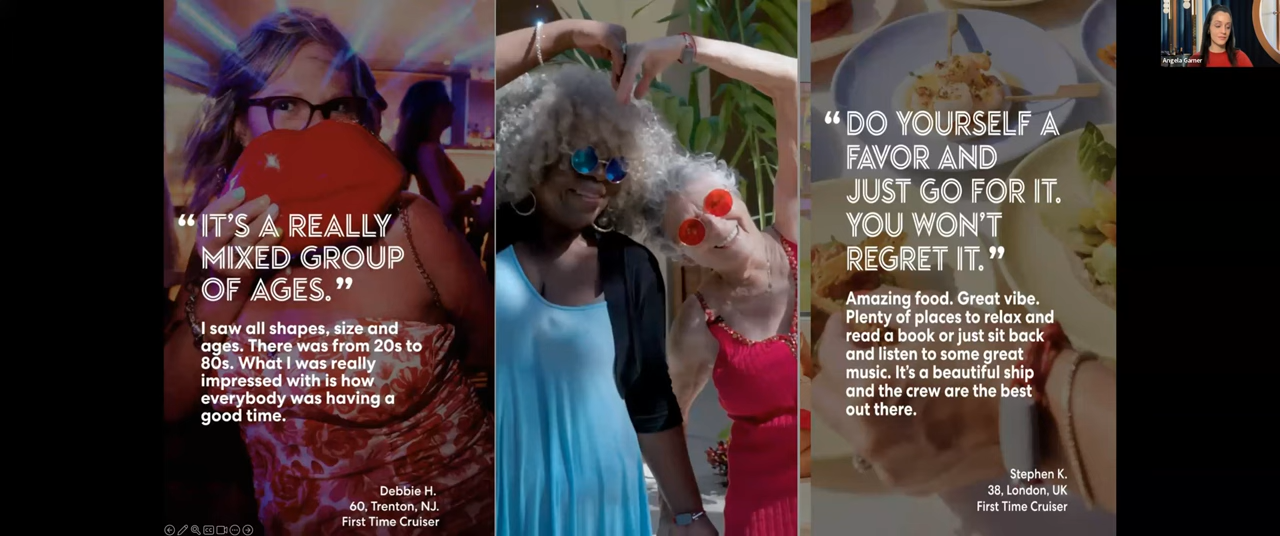 “IT’S A REALLY
MIXED GROUP
OF AGES.”
I saw all shapes, size and
ages. There was from 20s to
80s. What I was really
impressed with is how
everybody was having a
good time.
Debbie H.
60, Trenton, NJ.
First Time Cruiser
“DO YOURSELF A
FAVOR AND
JUST GO FOR IT.
YOU WON’T
REGRET IT.”
Amazing food. Great vibe.
Plenty of places to relax and
read a book or just sit back
and listen to some great
music. It’s a beautiful ship
and the crew are the best
out there.
Stephen K.
38, London, UK
First Time Cruiser
Angela Garner